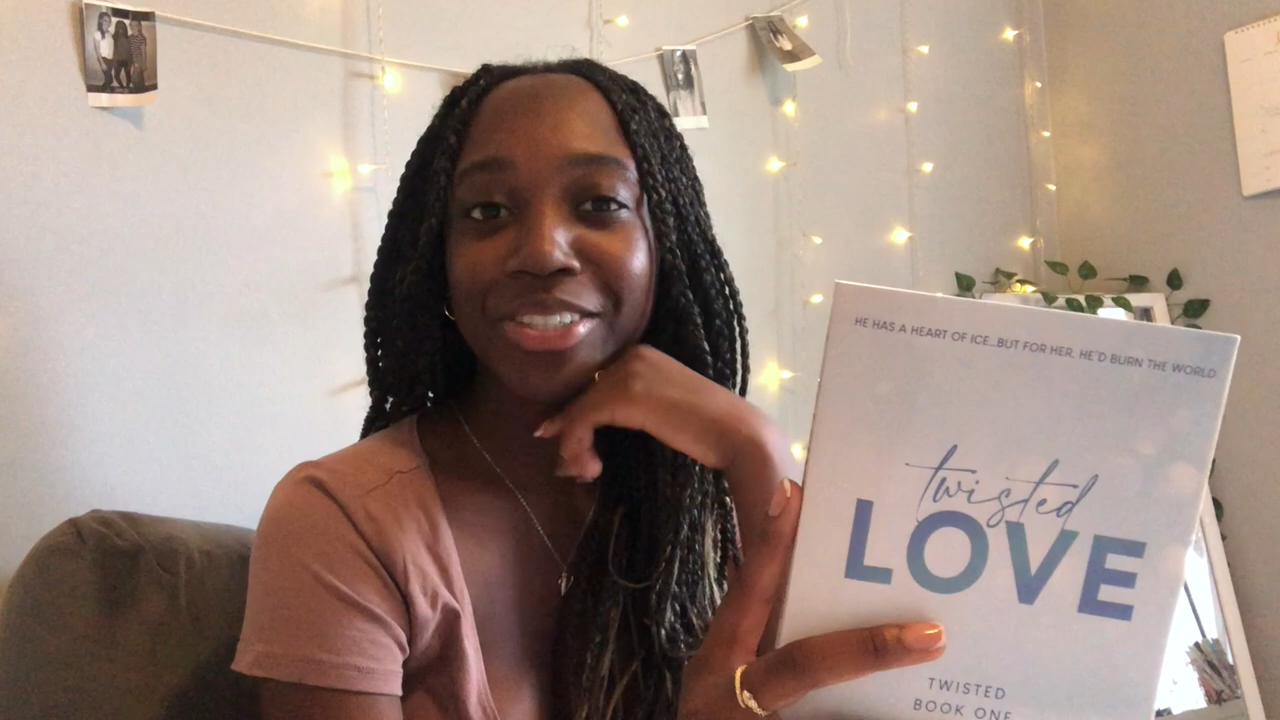 HE HAS A HEART OF ICE...BUT FOR HER, HE'D BURN THE WORLD
twisted
LOVE
TWISTED
BOOK ONE